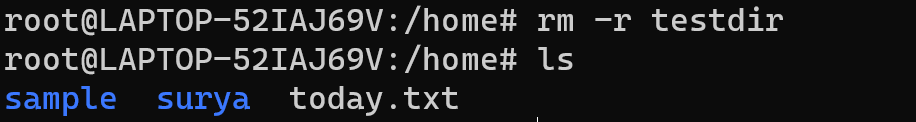 root@LAPTOP-52IAJ69V:/home# rm -r testdir
root@LAPTOP-52IAJ69V:/home# ls
sample  surya  today.txt